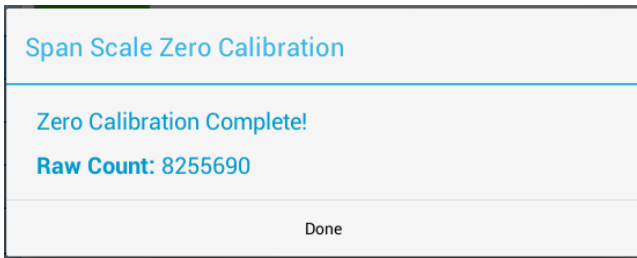 Span Scale Zero Calibration
Zero Calibration Complete!
Raw Count: 8255690
Done